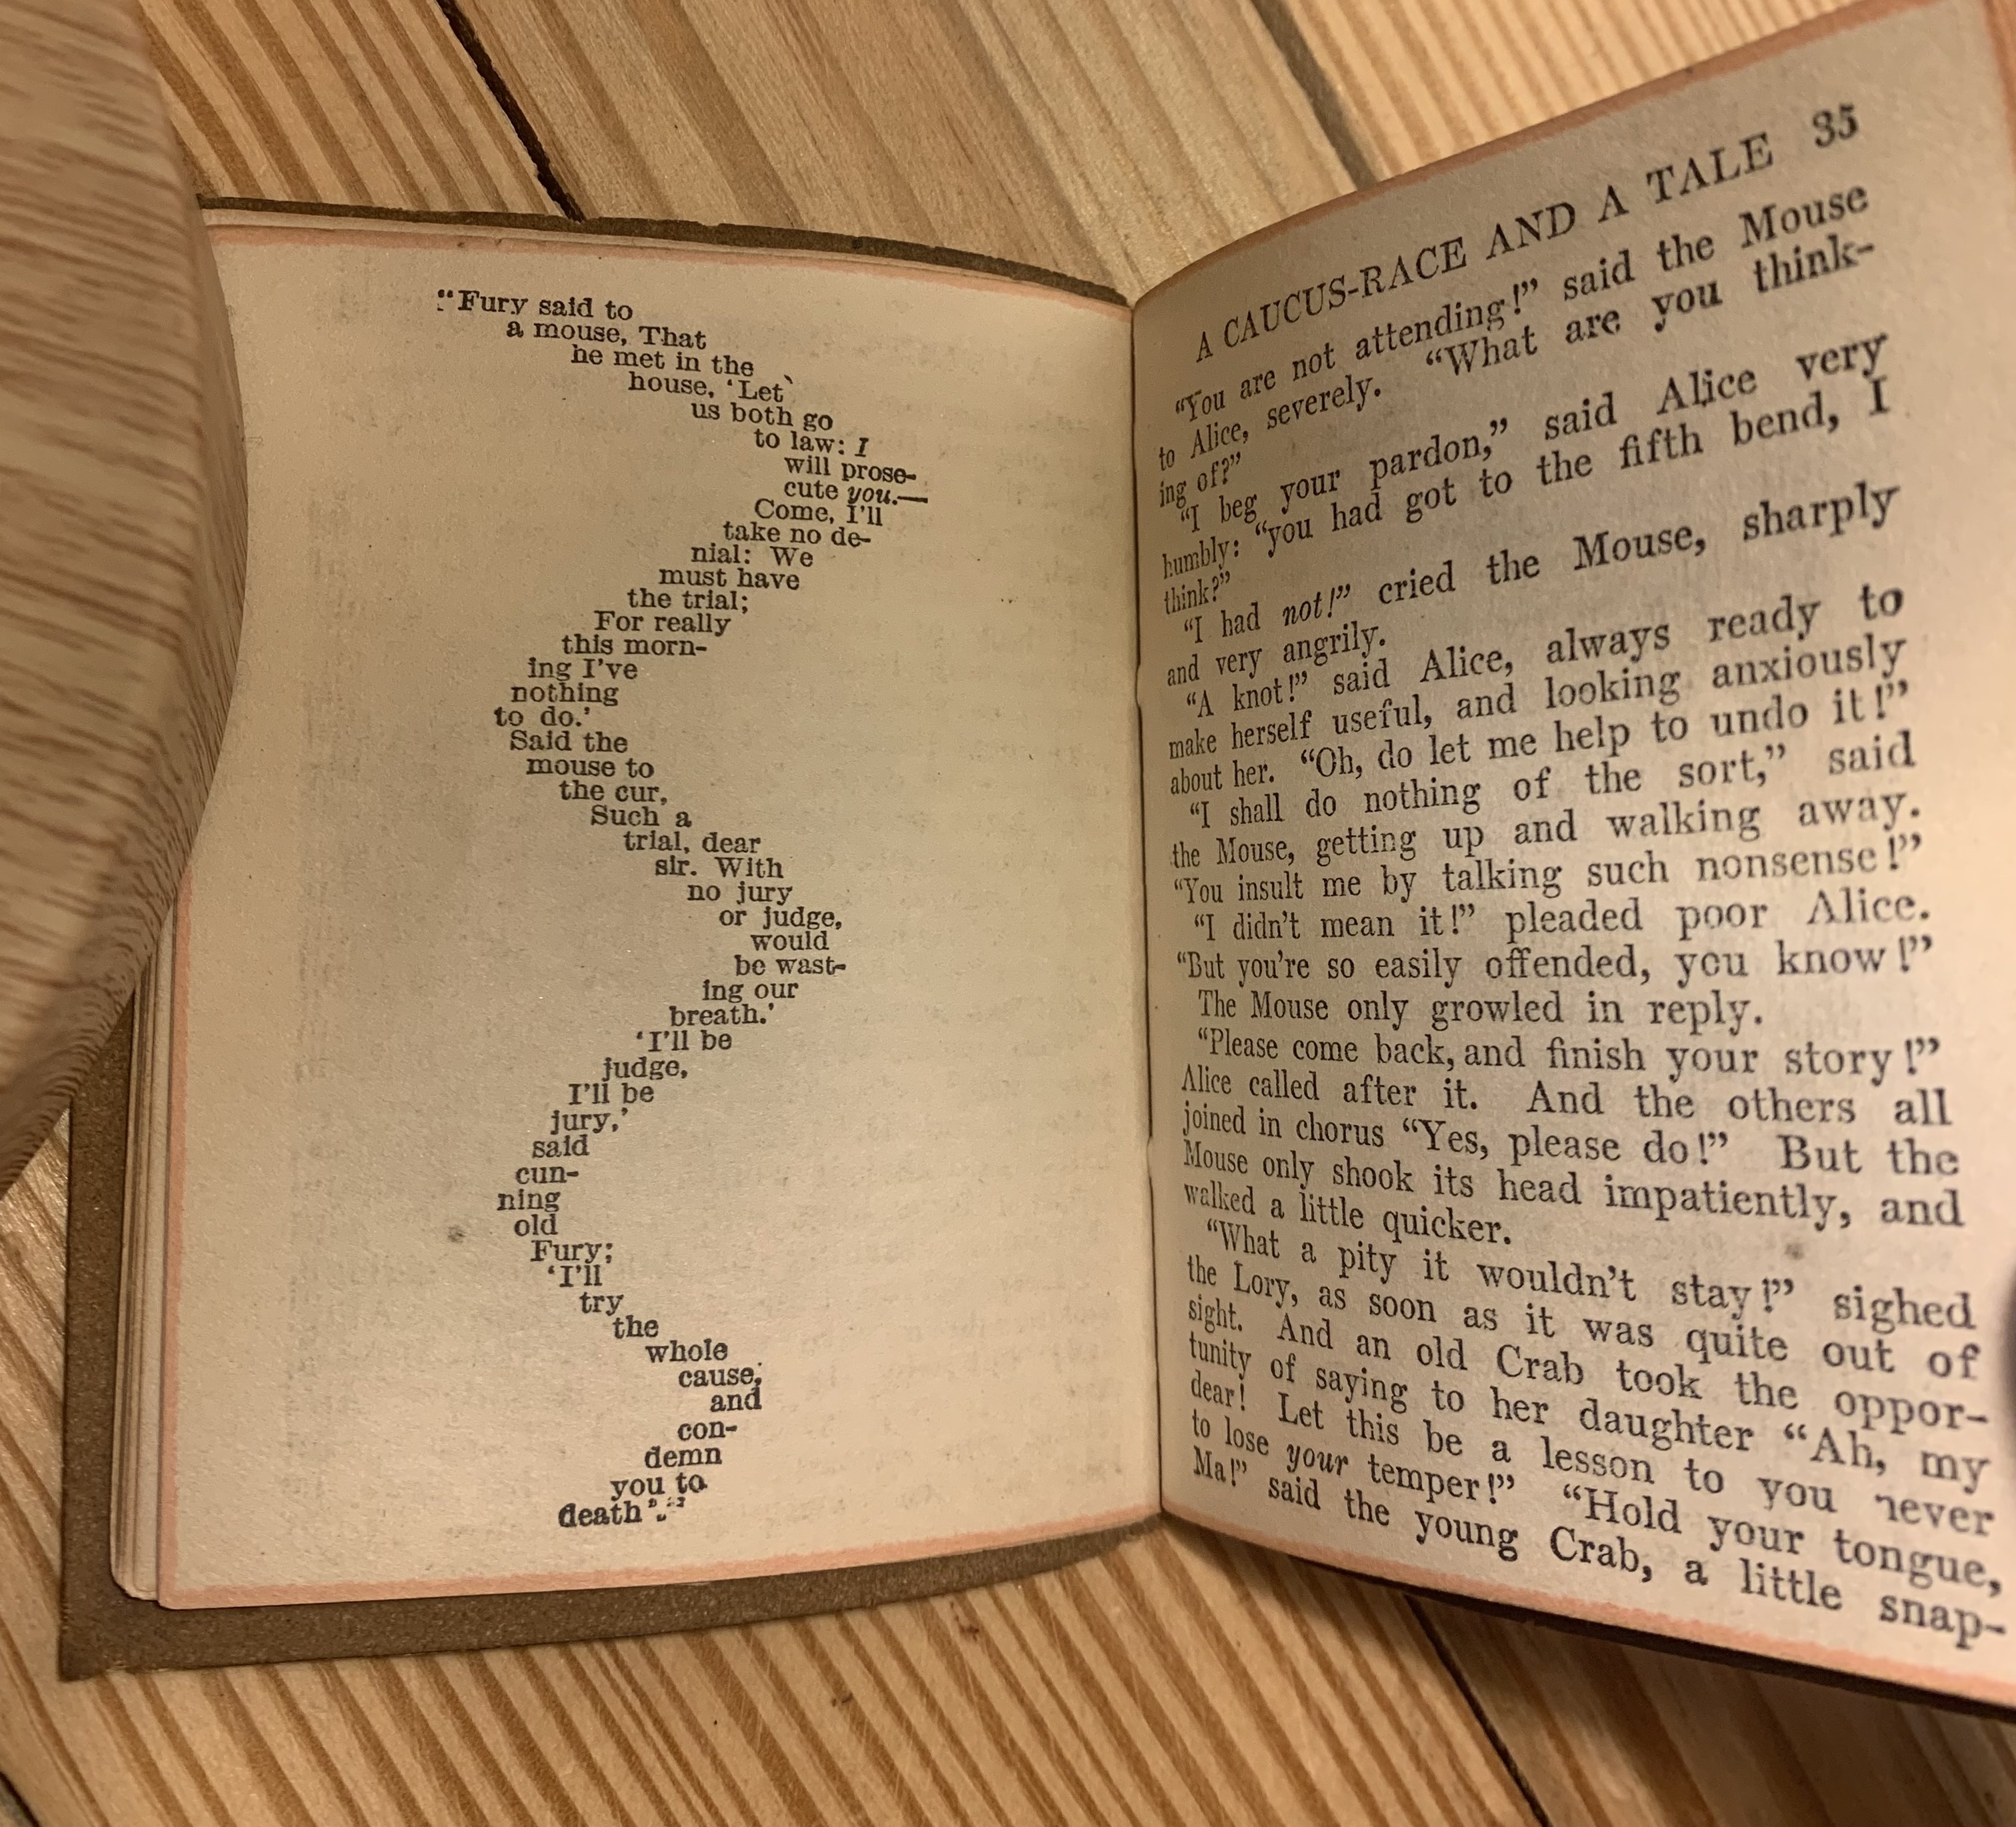 “Fury said to
a mouse, That
he met in the
house, ‘Let
us both go
to law: I
will prose-
cute you.—
Come, I’ll
take no de-
nial: We
must have
the trial;
For really
this morn-
ing I’ve
nothing
to do.’
Said the
mouse to
the cur,
Such a
trial, dear
sir. With
no jury
or judge,
would
be wast-
ing our
breath.’
‘I’ll be
judge,
I’ll be
jury,’
said
cun-
ning
old
Fury;
‘I’ll
try
the
whole
cause,
and
con-
demn
you to
death’.”
A CAUCUS-RACE AND A TALE 35
“You are not attending!” said the Mouse
to Alice, severely. “What are you think-
ing of?”
“I beg your pardon,” said Alice very
humbly: “you had got to the fifth bend, I
think?”
“I had not!” cried the Mouse, sharply
and very angrily.
“A knot!” said Alice, always ready to
make herself useful, and looking anxiously
about her. “Oh, do let me help to undo it!”
“I shall do nothing of the sort,” said
the Mouse, getting up and walking away.
“You insult me by talking such nonsense!”
“I didn’t mean it!” pleaded poor Alice.
“But you’re so easily offended, you know!”
The Mouse only growled in reply.
“Please come back, and finish your story!”
Alice called after it. And the others all
joined in chorus “Yes, please do!” But the
Mouse only shook its head impatiently, and
walked a little quicker.
“What a pity it wouldn’t stay!” sighed
the Lory, as soon as it was quite out of
sight. And an old Crab took the oppor-
tunity of saying to her daughter “Ah, my
dear! Let this be a lesson to you never
to lose your temper!” “Hold your tongue,
Ma!” said the young Crab, a little snap-